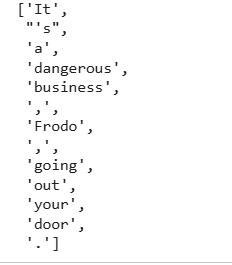 ['It',
"'s",
'a',
'dangerous',
'business',
',',
'Frodo',
',',
'going',
'out',
'your',
'door',
'.']